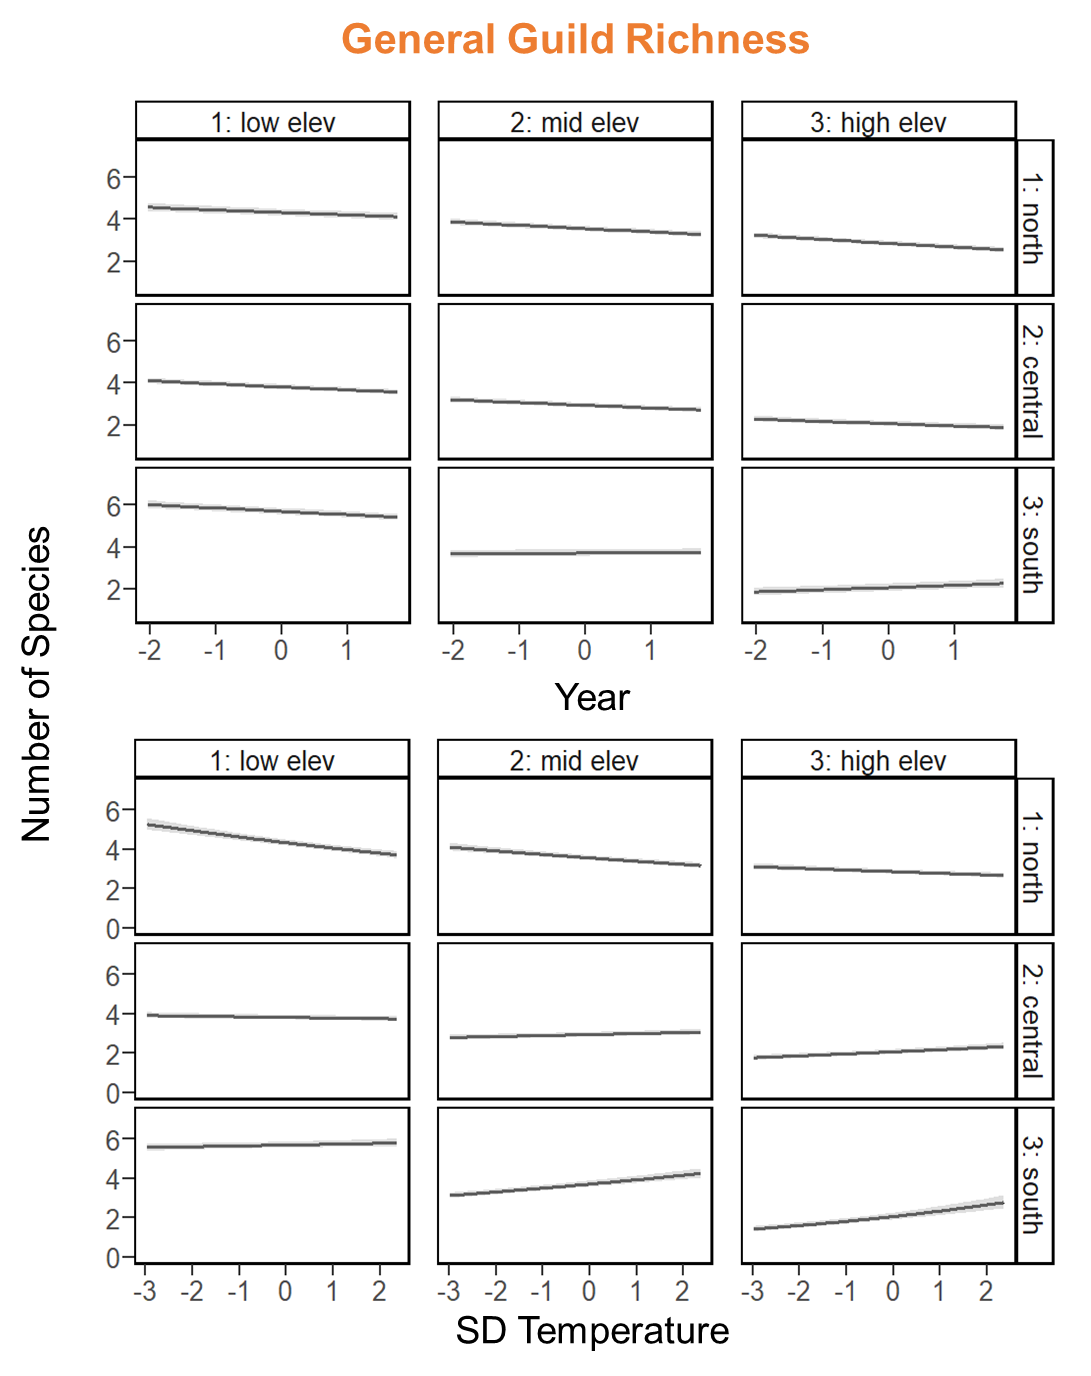 General Guild Richness
1: low elev
2: mid elev
3: high elev
6
4
2
1: north
6
4
2
2: central
6
4
2
3: south
-2 -1 0 1
-2 -1 0 1
-2 -1 0 1
Year
Number of Species
1: low elev
2: mid elev
3: high elev
6
4
2
0
1: north
6
4
2
0
2: central
6
4
2
0
3: south
-3 -2 -1 0 1 2
-3 -2 -1 0 1 2
-3 -2 -1 0 1 2
SD Temperature